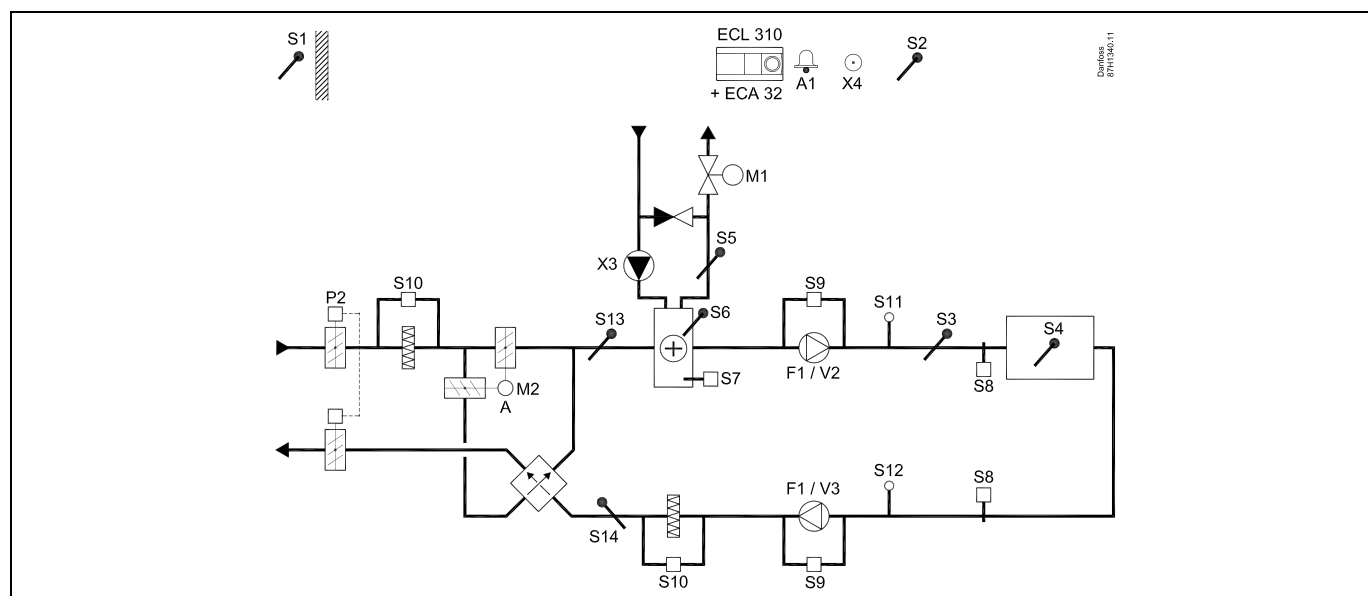 S1
ECL 310
+ ECA 32
A1
X4
S2
Danfoss
87H1340.11
M1
S5
X3
P2
S10
S13
S6
S9
S11
S3
S4
M2
A
S7
F1 / V2
S8
S14
S10
F1 / V3
S9
S12
S8